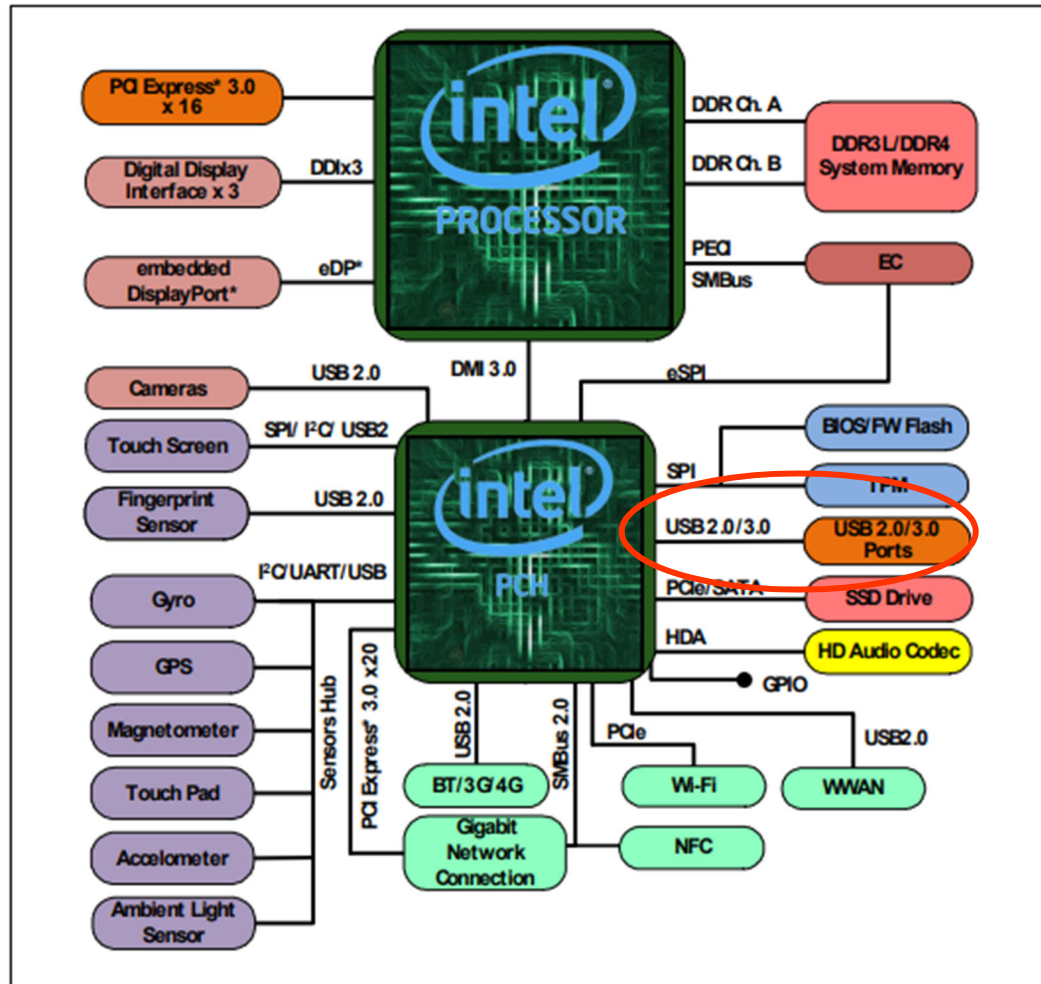 PCI Express* 3.0
x 16
Digital Display
Interface x 3
DDIx3
embedded
DisplayPort*
eDP*
intel®
PROCESSOR
DDR Ch. A
DDR Ch. B
DDR3L/DDR4
System Memory
PECI
SMBus
EC
DMI 3.0
eSPI
Cameras
USB 2.0
Touch Screen
SPI/ I²C/ USB2
Fingerprint
Sensor
USB 2.0
I²C/UART/USB
Gyro
GPS
Magnetometer
Touch Pad
Accelometer
Ambient Light
Sensor
Sensors Hub
PCI Express* 3.0 x20
intel®
PCH
SPI
BIOS/FW Flash
TPM
USB 2.0/3.0
USB 2.0/3.0
Ports
PCIe/SATA
SSD Drive
HDA
HD Audio Codec
GPIO
USB 2.0
SMBus 2.0
PCIe
USB2.0
BT/3G/4G
Wi-Fi
WWAN
Gigabit
Network
Connection
NFC